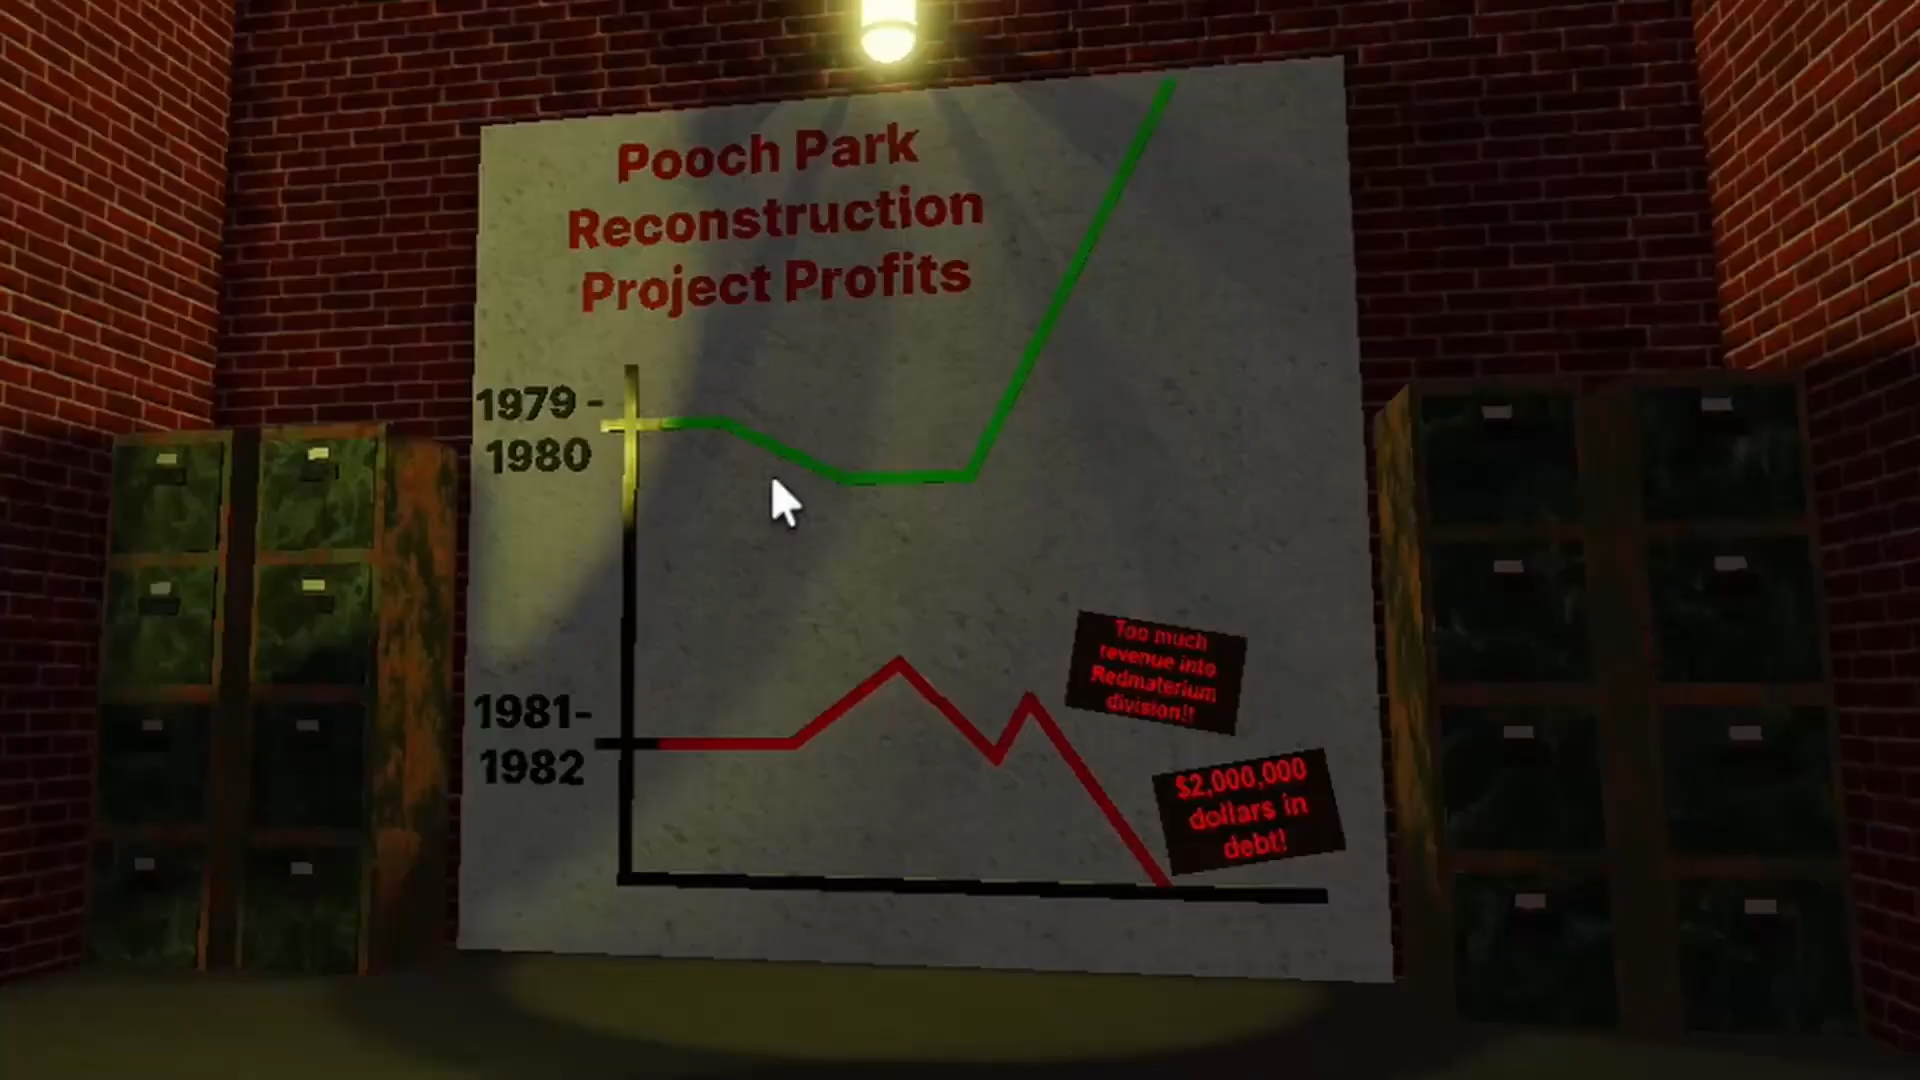 Pooch Park
Reconstruction
Project Profits
1979 -
1980
1981-
1982
Too much
revenue into
Redmaterium
division!!
$2,000,000
dollars in
debt!